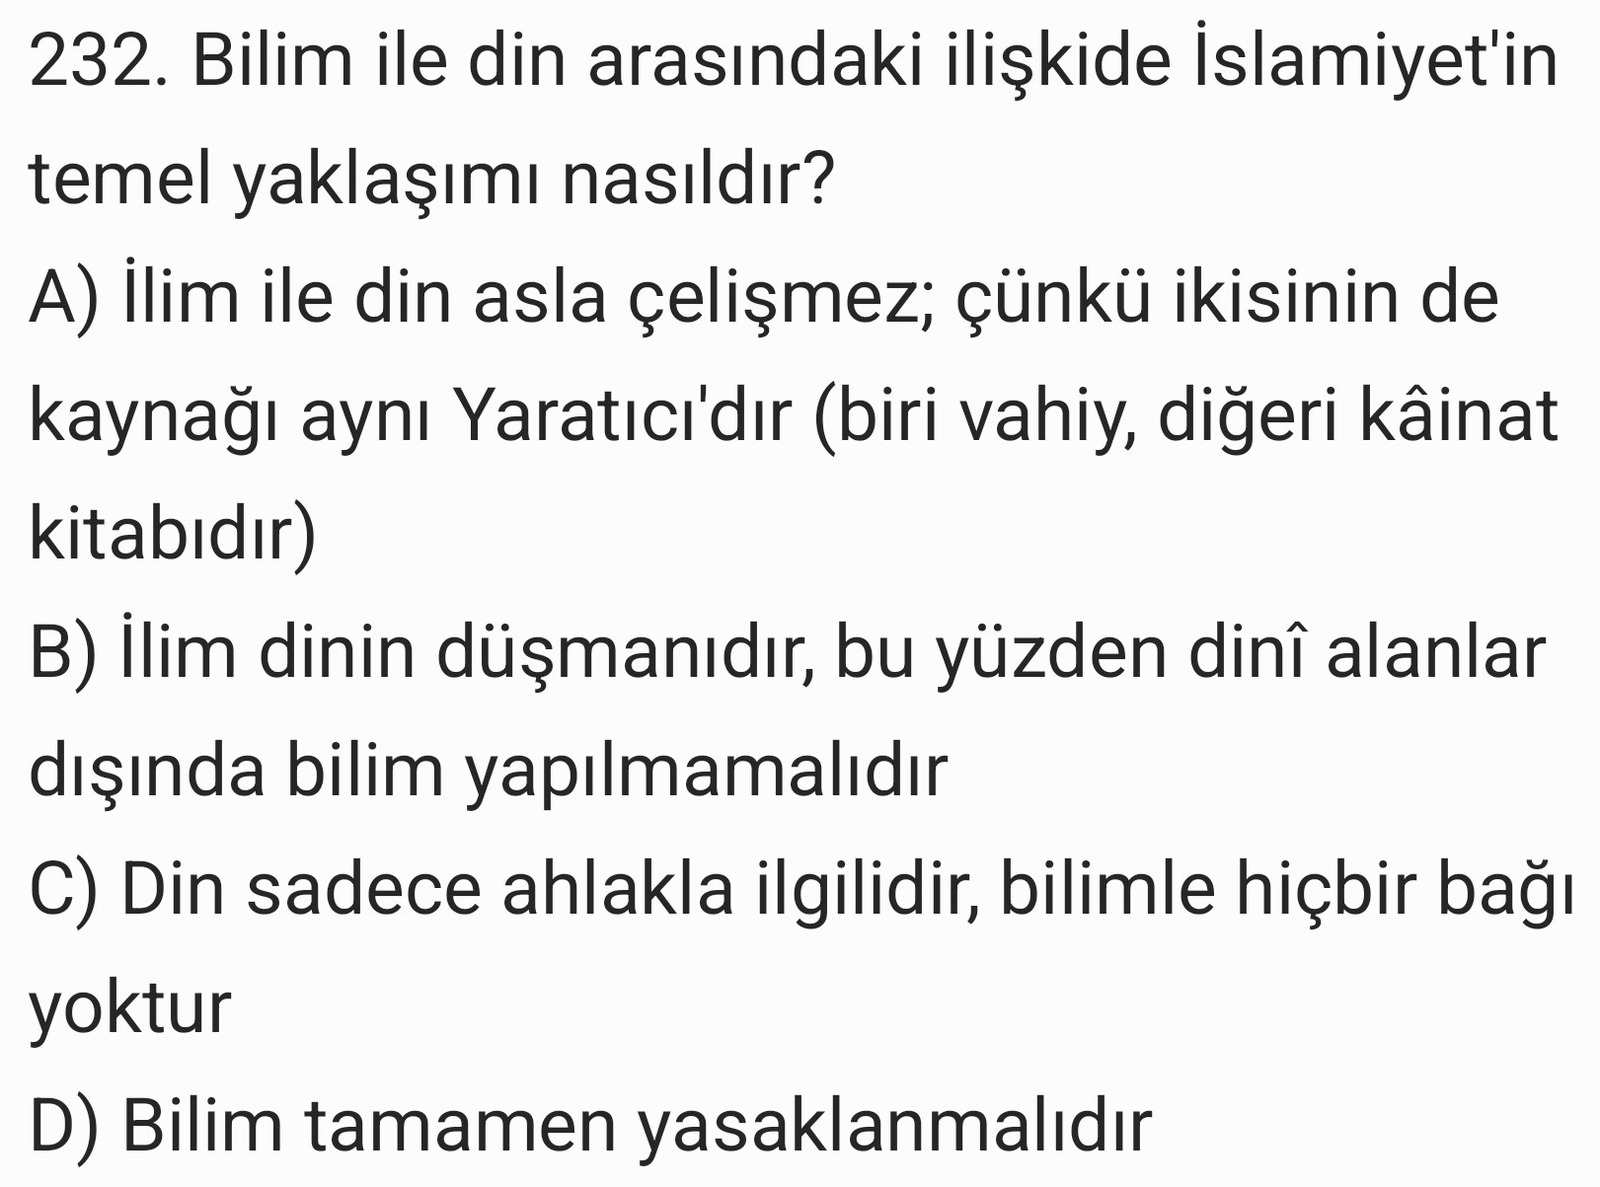 232. Bilim ile din arasındaki ilişkide İslamiyet'in
temel yaklaşımı nasıldır?
A) İlim ile din asla çelişmez; çünkü ikisinin de
kaynağı aynı Yaratıcı'dır (biri vahiy, diğeri kâinat
kitabıdır)
B) İlim dinin düşmanıdır, bu yüzden dinî alanlar
dışında bilim yapılmamalıdır
C) Din sadece ahlakla ilgilidir, bilimle hiçbir bağı
yoktur
D) Bilim tamamen yasaklanmalıdır